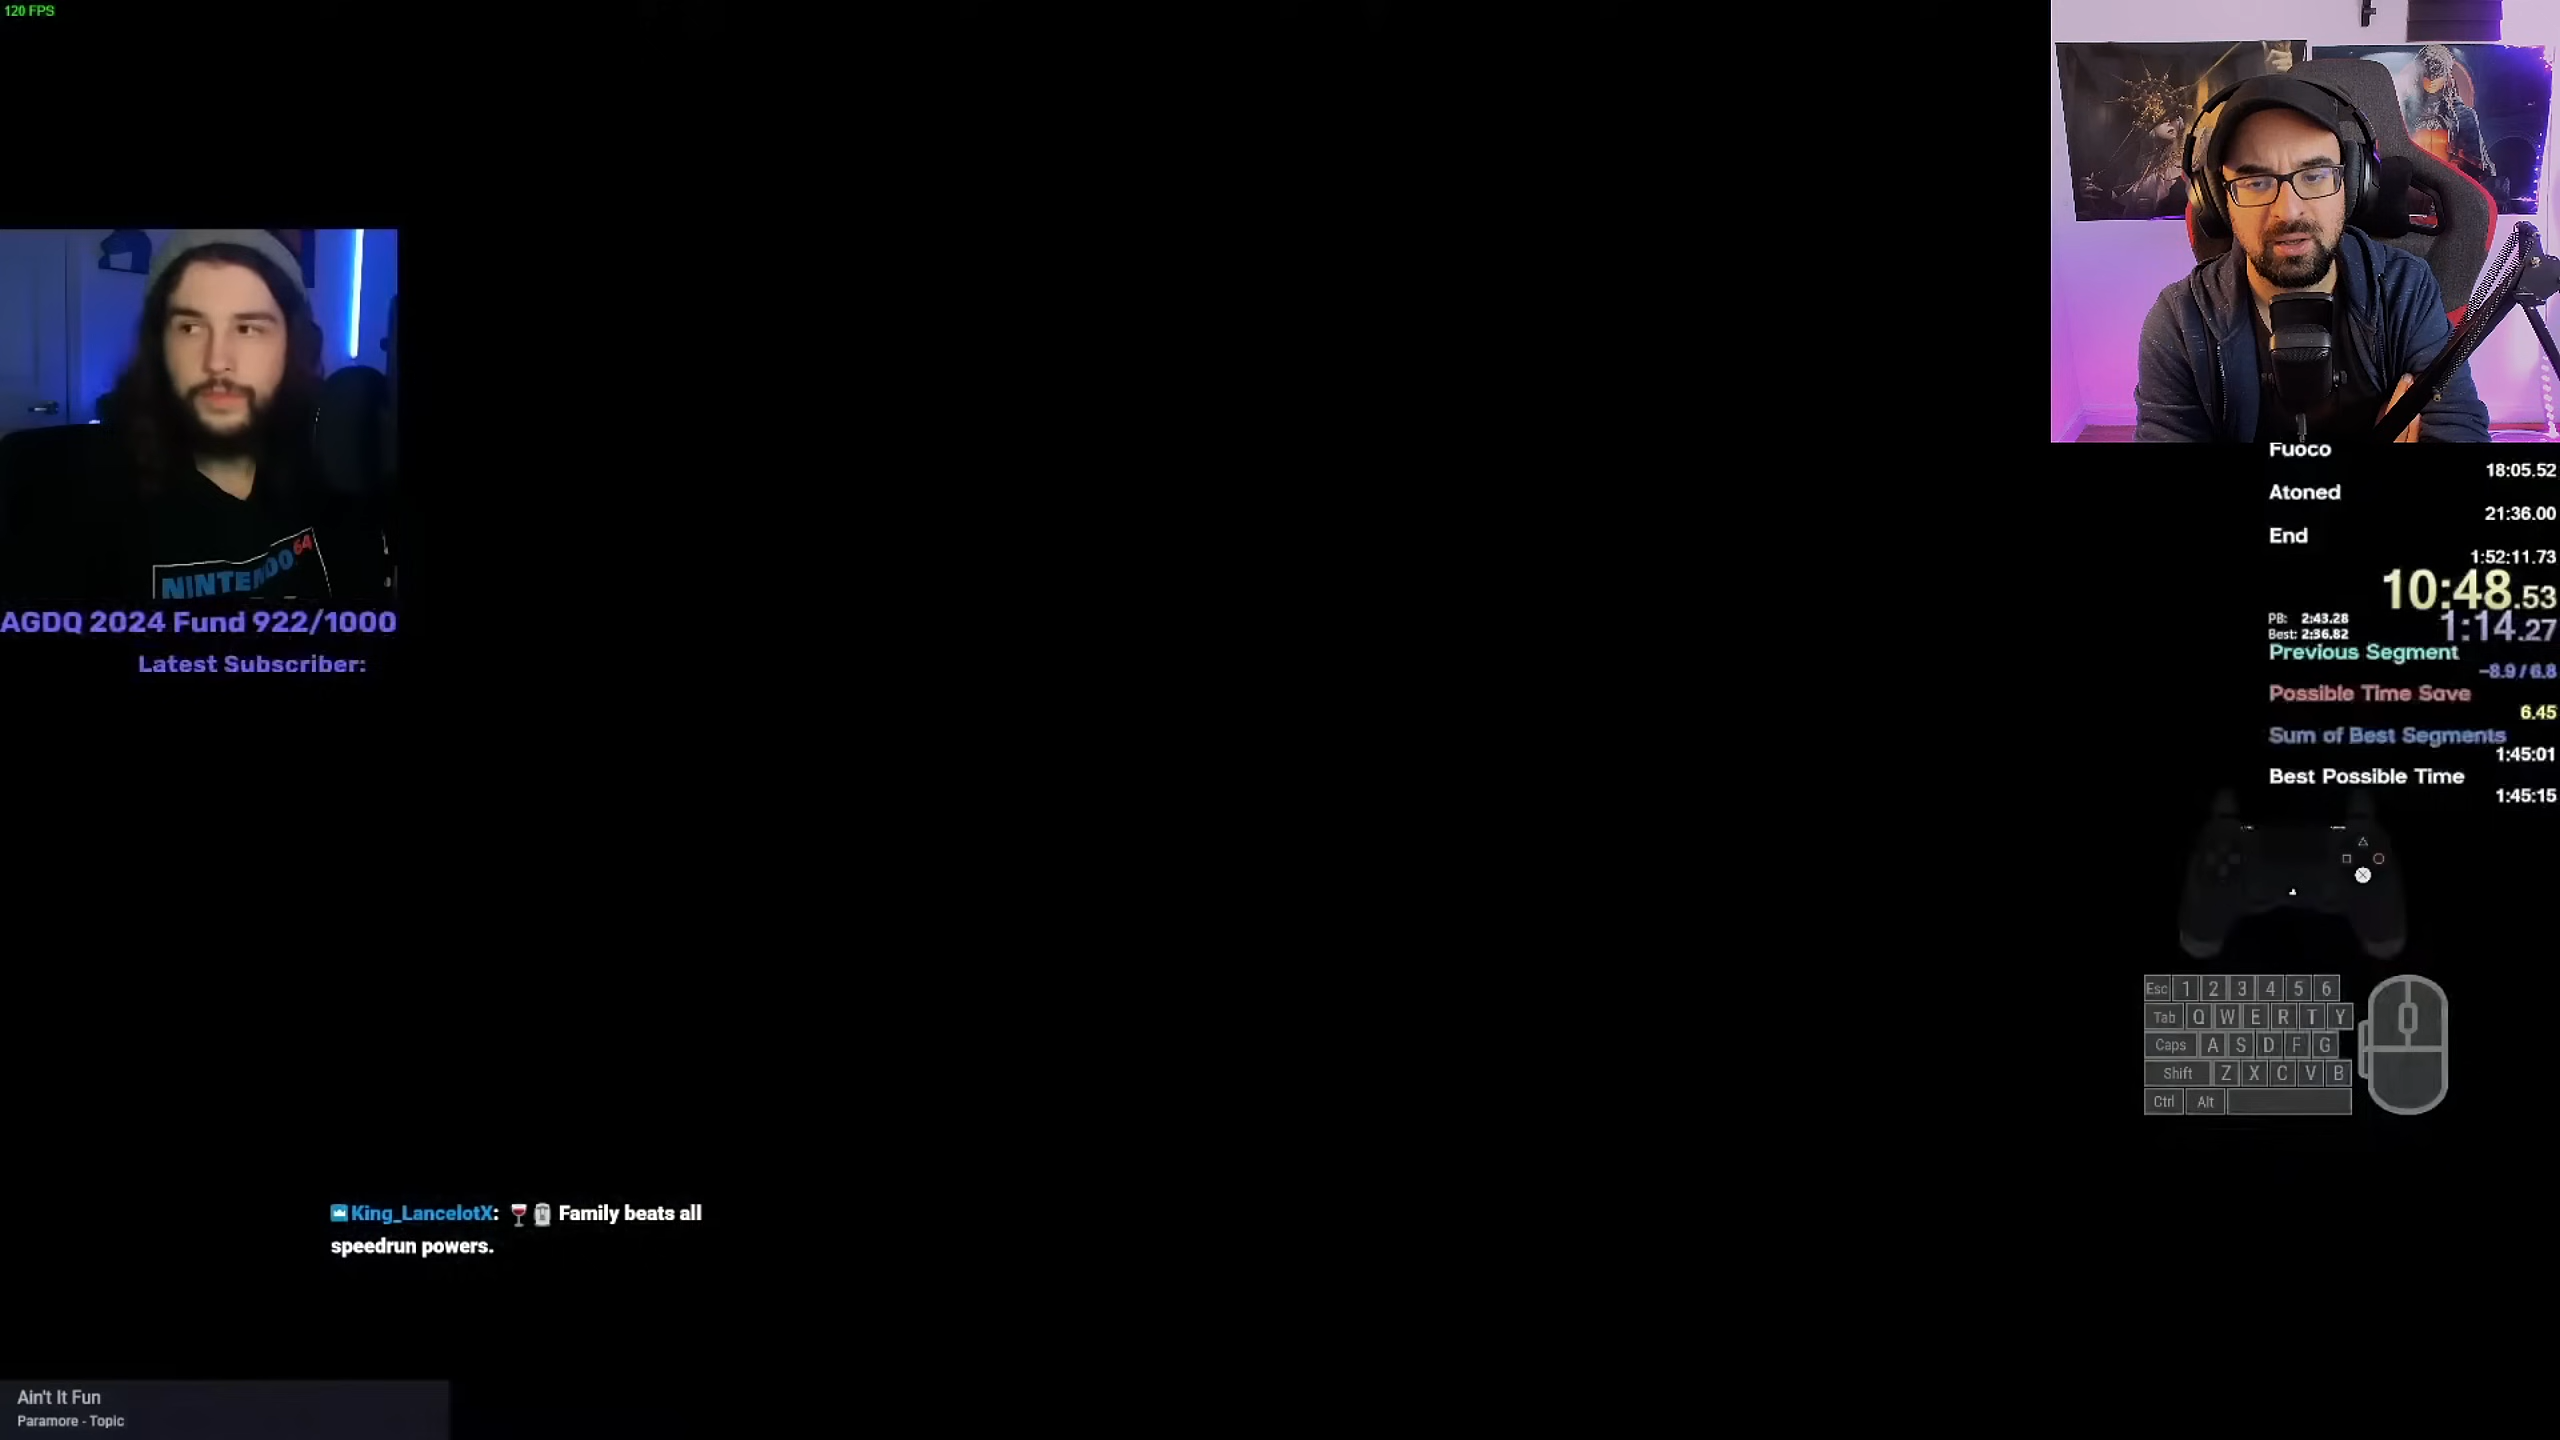 120 FPS
NINTENDO64
AGDQ 2024 Fund 922/1000
Latest Subscriber:
Fuoco
18:05.52
Atoned
21:36.00
End
1:52:11.73
10:48.53
PB: 2:43.28
Best: 2:36.82
1:14.27
Previous Segment
-8.9 / 6.8
Possible Time Save
6.45
Sum of Best Segments
1:45:01
Best Possible Time
1:45:15
Esc 1 2 3 4 5 6
Tab Q W E R T Y
Caps A S D F G
Shift Z X C V B
Ctrl Alt
King_LancelotX: 🍷🥫 Family beats all
speedrun powers.
Ain't It Fun
Paramore - Topic